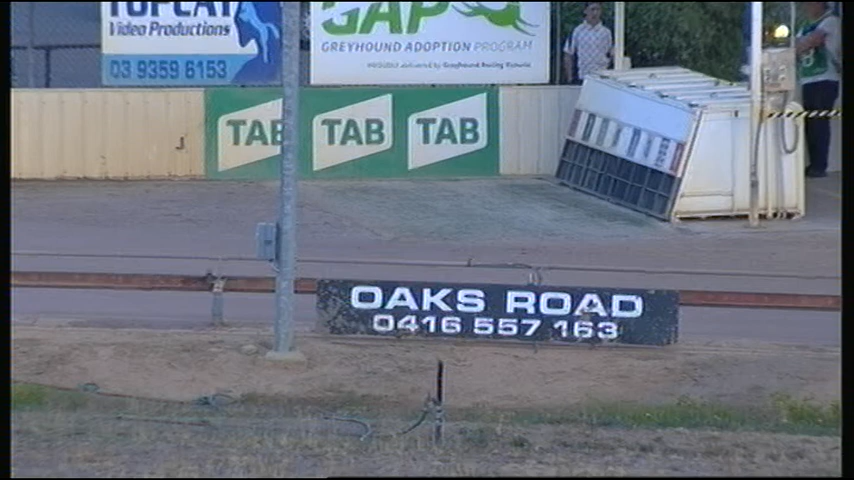 TOPCAT
Video Productions
03 9359 6153
GAP
GREYHOUND ADOPTION PROGRAM
TAB
TAB
TAB
OAKS ROAD
0416 557 163